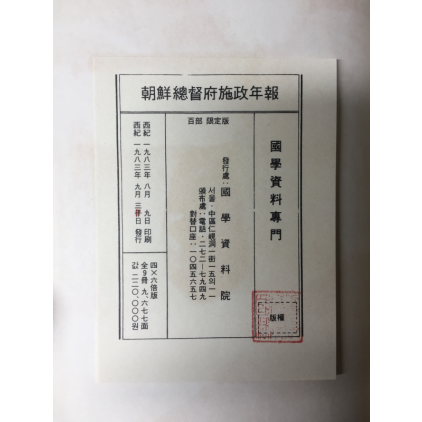 朝鮮總督府施政年報
百部 限定版
國學資料專門
發行處: 國學資料院
서울·中區仁峴洞一街一五의一一
頒布處: 電話·二七二―七九四九
對替口座: 一〇四五六五七
西紀 一九八三年 八月 九日 印刷
西紀 一九八三年 九月 三日 發行
四×六倍版
全9冊 九、六七七面
값 二二〇、〇〇〇원
版權